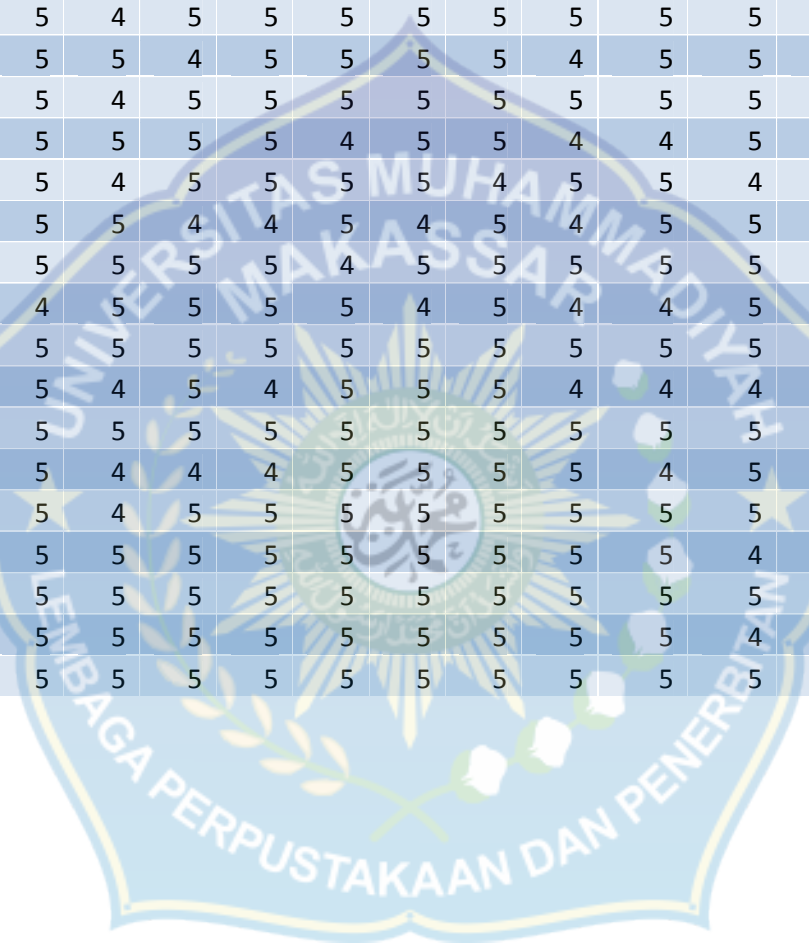 5 4 5 5 5 5 5 5 5 5
5 5 4 5 5 5 5 4 5 5
5 4 5 5 5 5 5 5 5 5
5 5 5 5 4 5 5 4 4 5
5 4 5 5 5 5 4 5 5 4
5 5 4 4 5 4 5 4 5 5
5 5 5 5 4 5 5 5 5 5
4 5 5 5 5 4 5 4 4 5
5 5 5 5 5 5 5 5 5 5
5 4 5 4 5 5 5 4 4 4
5 5 5 5 5 5 5 5 5 5
5 4 4 4 5 5 5 5 4 5
5 4 5 5 5 5 5 5 5 5
5 5 5 5 5 5 5 5 5 4
5 5 5 5 5 5 5 5 5 5
5 5 5 5 5 5 5 5 5 4
5 5 5 5 5 5 5 5 5 5
UNIVERSITAS MUHAMMADIYAH
MAKASSAR
LEMBAGA PERPUSTAKAAN DAN PENERBITAN